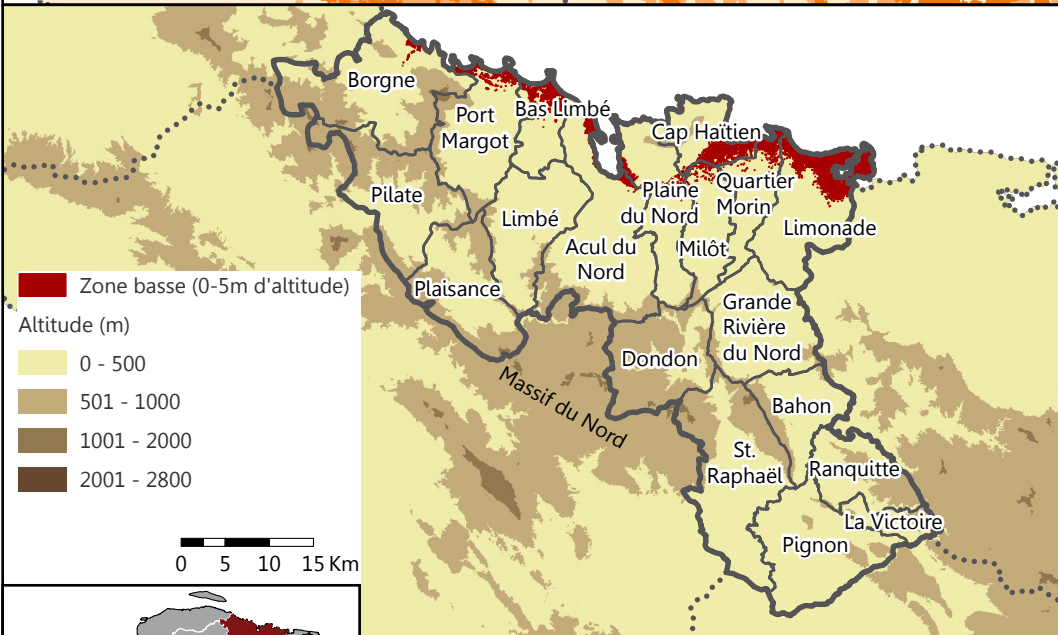 Borgne
Port
Margot
Bas Limbé
Cap Haïtien
Pilate
Limbé
Plaine
du Nord
Quartier
Morin
Limonade
Acul du
Nord
Milôt
Plaisance
Grande
Rivière
du Nord
Dondon
Massif du Nord
Bahon
St.
Raphaël
Ranquitte
La Victoire
Pignon
Zone basse (0-5m d'altitude)
Altitude (m)
0 - 500
501 - 1000
1001 - 2000
2001 - 2800
0 5 10 15 Km